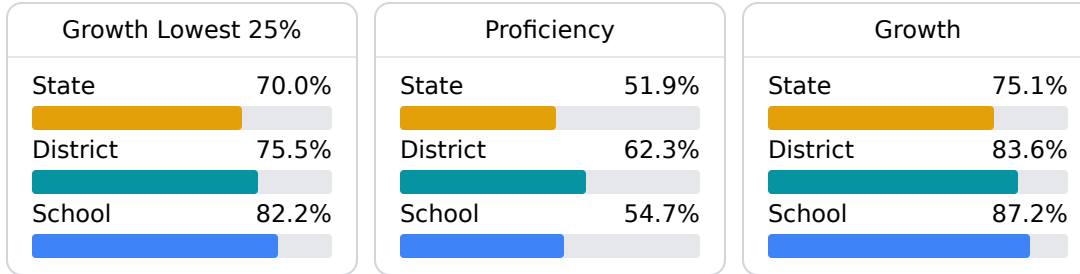 Growth Lowest 25%
State 70.0%
District 75.5%
School 82.2%
Proficiency
State 51.9%
District 62.3%
School 54.7%
Growth
State 75.1%
District 83.6%
School 87.2%